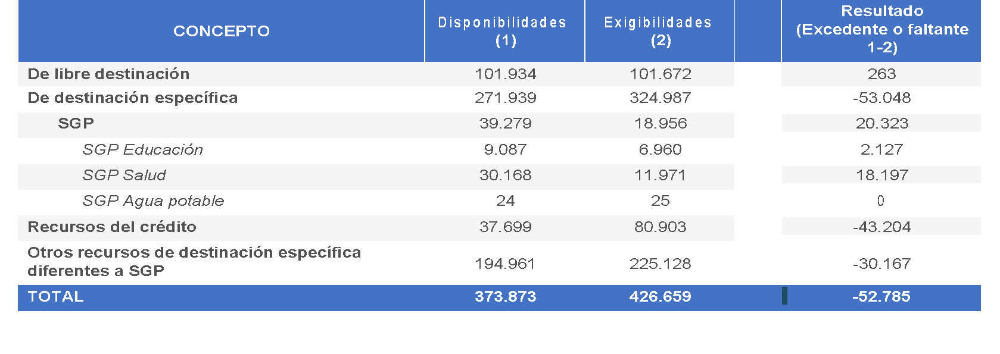 CONCEPTO Disponibilidades (1) Exigibilidades (2) Resultado (Excedente o faltante 1-2)
De libre destinación 101.934 101.672 263
De destinación específica 271.939 324.987 -53.048
SGP 39.279 18.956 20.323
SGP Educación 9.087 6.960 2.127
SGP Salud 30.168 11.971 18.197
SGP Agua potable 24 25 0
Recursos del crédito 37.699 80.903 -43.204
Otros recursos de destinación específica
diferentes a SGP 194.961 225.128 -30.167
TOTAL 373.873 426.659 -52.785